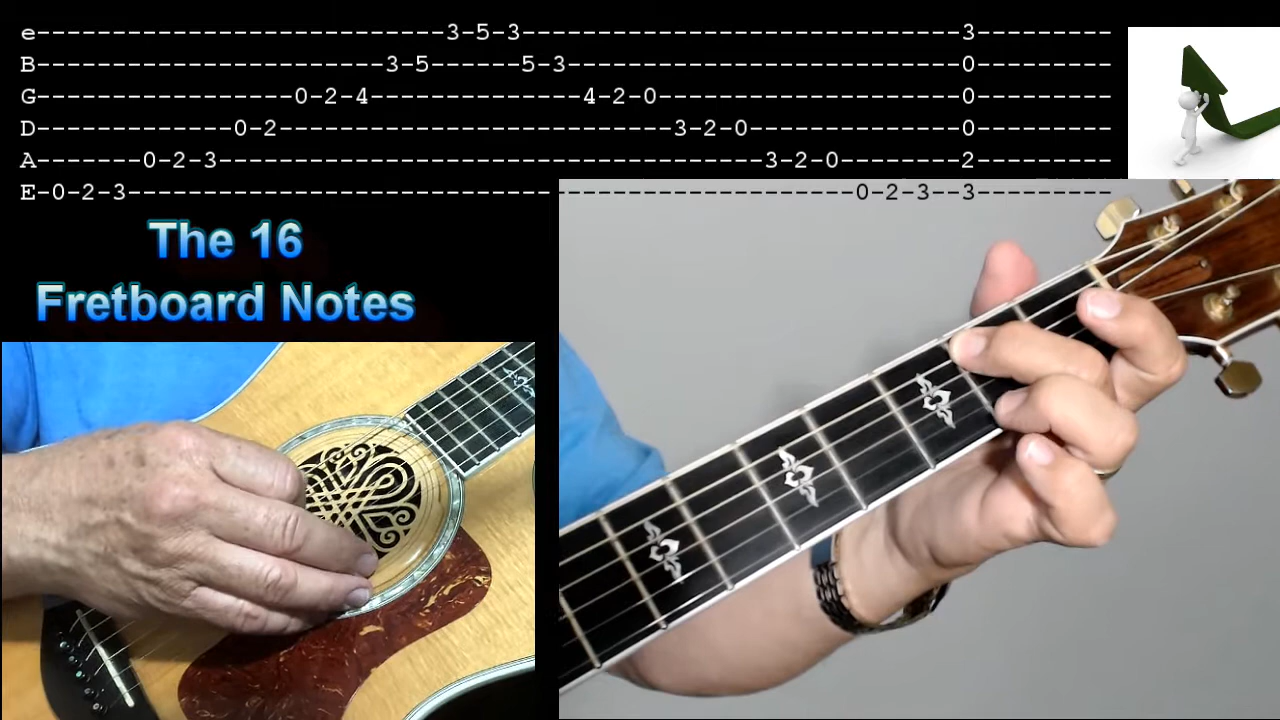 e---------------------------3-5-3-----------------------------3---------
B-----------------------3-5------5-3--------------------------0---------
G-----------------0-2-4--------------4-2-0--------------------0---------
D-------------0-2--------------------------3-2-0--------------0---------
A-------0-2-3------------------------------------3-2-0--------2---------
E-0-2-3------------------------------------------------0-2-3--3---------
The 16
Fretboard Notes